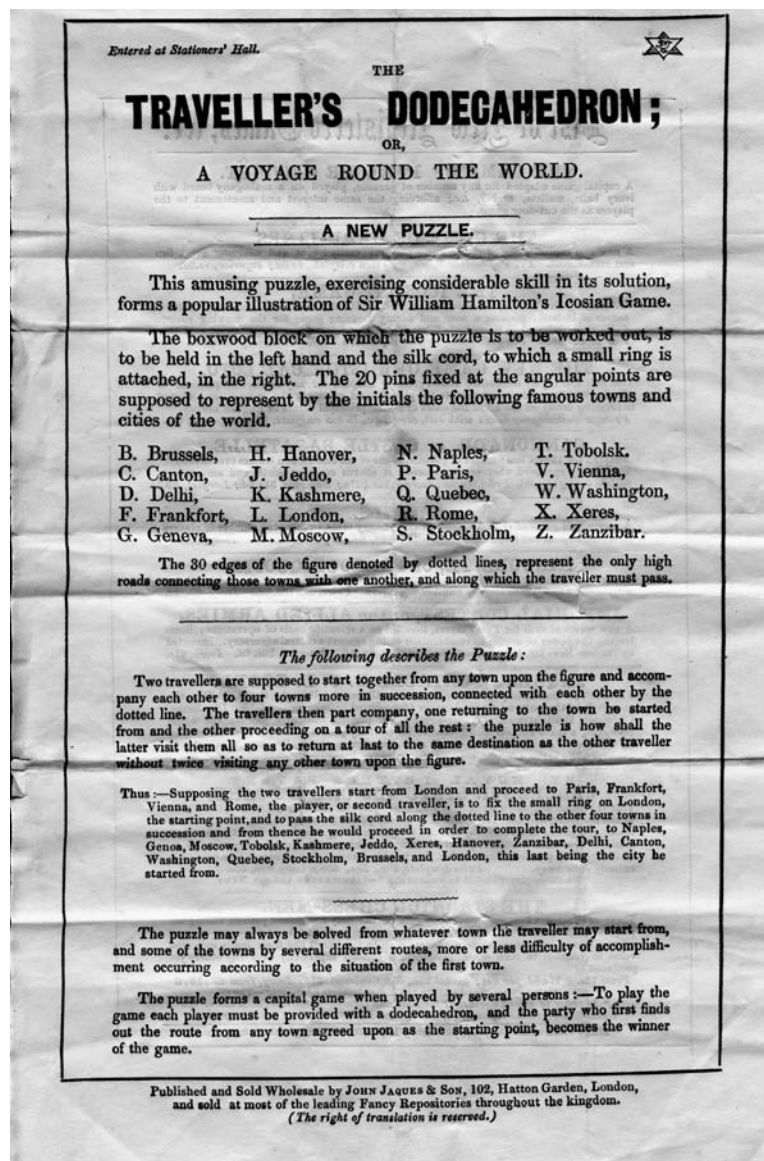 Entered at Stationers' Hall.
THE
TRAVELLER'S DODECAHEDRON;
OR,
A VOYAGE ROUND THE WORLD.
A NEW PUZZLE.
This amusing puzzle, exercising considerable skill in its solution,
forms a popular illustration of Sir William Hamilton's Icosian Game.
The boxwood block on which the puzzle is to be worked out, is
to be held in the left hand and the silk cord, to which a small ring is
attached, in the right. The 20 pins fixed at the angular points are
supposed to represent by the initials the following famous towns and
cities of the world.
B. Brussels, H. Hanover, N. Naples, T. Tobolsk.
C. Canton, J. Jeddo, P. Paris, V. Vienna,
D. Delhi, K. Kashmere, Q. Quebec, W. Washington,
F. Frankfort, L. London, R. Rome, X. Xeres,
G. Geneva, M. Moscow, S. Stockholm, Z. Zanzibar.
The 30 edges of the figure denoted by dotted lines, represent the only high
roads connecting those towns with one another, and along which the traveller must pass.
The following describes the Puzzle:
Two travellers are supposed to start together from any town upon the figure and accom-
pany each other to four towns more in succession, connected with each other by the
dotted line. The travellers then part company, one returning to the town he started
from and the other proceeding on a tour of all the rest: the puzzle is how shall the
latter visit them all so as to return at last to the same destination as the other traveller
without twice visiting any other town upon the figure.
Thus:—Supposing the two travellers start from London and proceed to Paris, Frankfort,
Vienna, and Rome, the player, or second traveller, is to fix the small ring on London,
the starting point, and to pass the silk cord along the dotted line to the other four towns in
succession and from thence he would proceed in order to complete the tour, to Naples,
Genoa, Moscow, Tobolsk, Kashmere, Jeddo, Xeres, Hanover, Zanzibar, Delhi, Canton,
Washington, Quebec, Stockholm, Brussels, and London, this last being the city he
started from.
The puzzle may always be solved from whatever town the traveller may start from,
and some of the towns by several different routes, more or less difficulty of accomplish-
ment occurring according to the situation of the first town.
The puzzle forms a capital game when played by several persons:—To play the
game each player must be provided with a dodecahedron, and the party who first finds
out the route from any town agreed upon as the starting point, becomes the winner
of the game.
Published and Sold Wholesale by JOHN JAQUES & SON, 102, Hatton Garden, London,
and sold at most of the leading Fancy Repositories throughout the kingdom.
(The right of translation is reserved.)